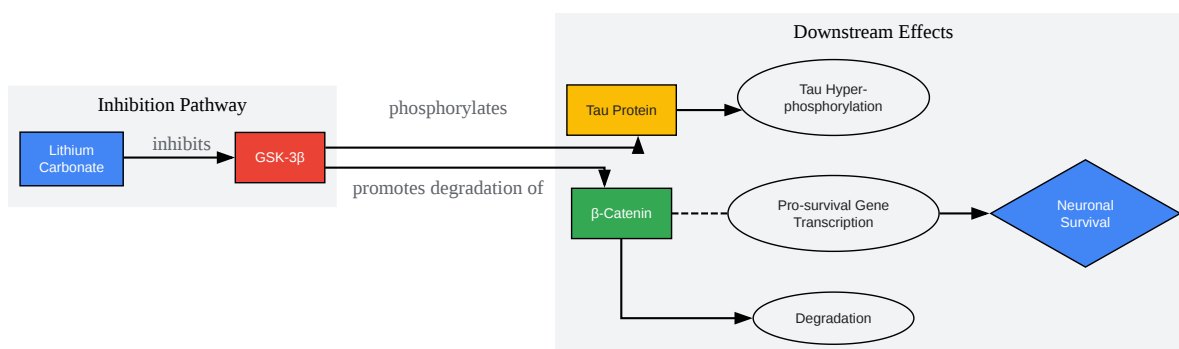 Downstream Effects
Inhibition Pathway
Lithium
Carbonate
inhibits
GSK-3β
phosphorylates
promotes degradation of
Tau Protein
Tau Hyper-
phosphorylation
β-Catenin
Pro-survival Gene
Transcription
Neuronal
Survival
Degradation